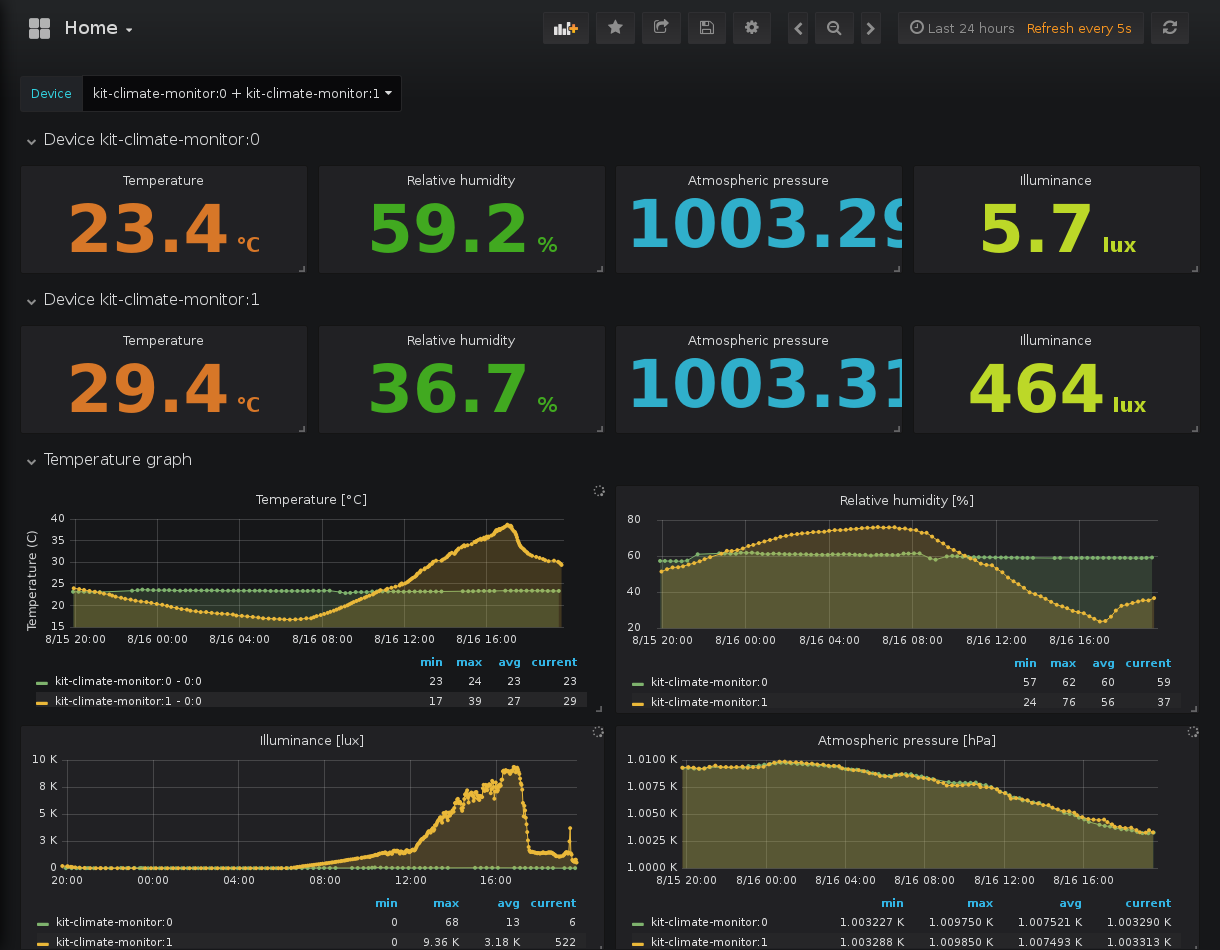 Home
Last 24 hours Refresh every 5s
Device kit-climate-monitor:0 + kit-climate-monitor:1
Device kit-climate-monitor:0
Temperature Relative humidity Atmospheric pressure Illuminance
23.4 °C 59.2 % 1003.29 5.7 lux
Device kit-climate-monitor:1
Temperature Relative humidity Atmospheric pressure Illuminance
29.4 °C 36.7 % 1003.31 464 lux
Temperature graph
Temperature [°C]
Temperature (C)
40
35
30
25
20
15
8/15 20:00 8/16 00:00 8/16 04:00 8/16 08:00 8/16 12:00 8/16 16:00
min max avg current
kit-climate-monitor:0 - 0:0 23 24 23 23
kit-climate-monitor:1 - 0:0 17 39 27 29
Relative humidity [%]
80
60
40
20
8/15 20:00 8/16 00:00 8/16 04:00 8/16 08:00 8/16 12:00 8/16 16:00
min max avg current
kit-climate-monitor:0 57 62 60 59
kit-climate-monitor:1 24 76 56 37
Illuminance [lux]
10 K
8 K
5 K
3 K
0
20:00 00:00 04:00 08:00 12:00 16:00
min max avg current
kit-climate-monitor:0 0 68 13 6
kit-climate-monitor:1 0 9.36 K 3.18 K 522
Atmospheric pressure [hPa]
1.0100 K
1.0075 K
1.0050 K
1.0025 K
1.0000 K
8/15 20:00 8/16 00:00 8/16 04:00 8/16 08:00 8/16 12:00 8/16 16:00
min max avg current
kit-climate-monitor:0 1.003227 K 1.009750 K 1.007521 K 1.003290 K
kit-climate-monitor:1 1.003288 K 1.009850 K 1.007493 K 1.003313 K